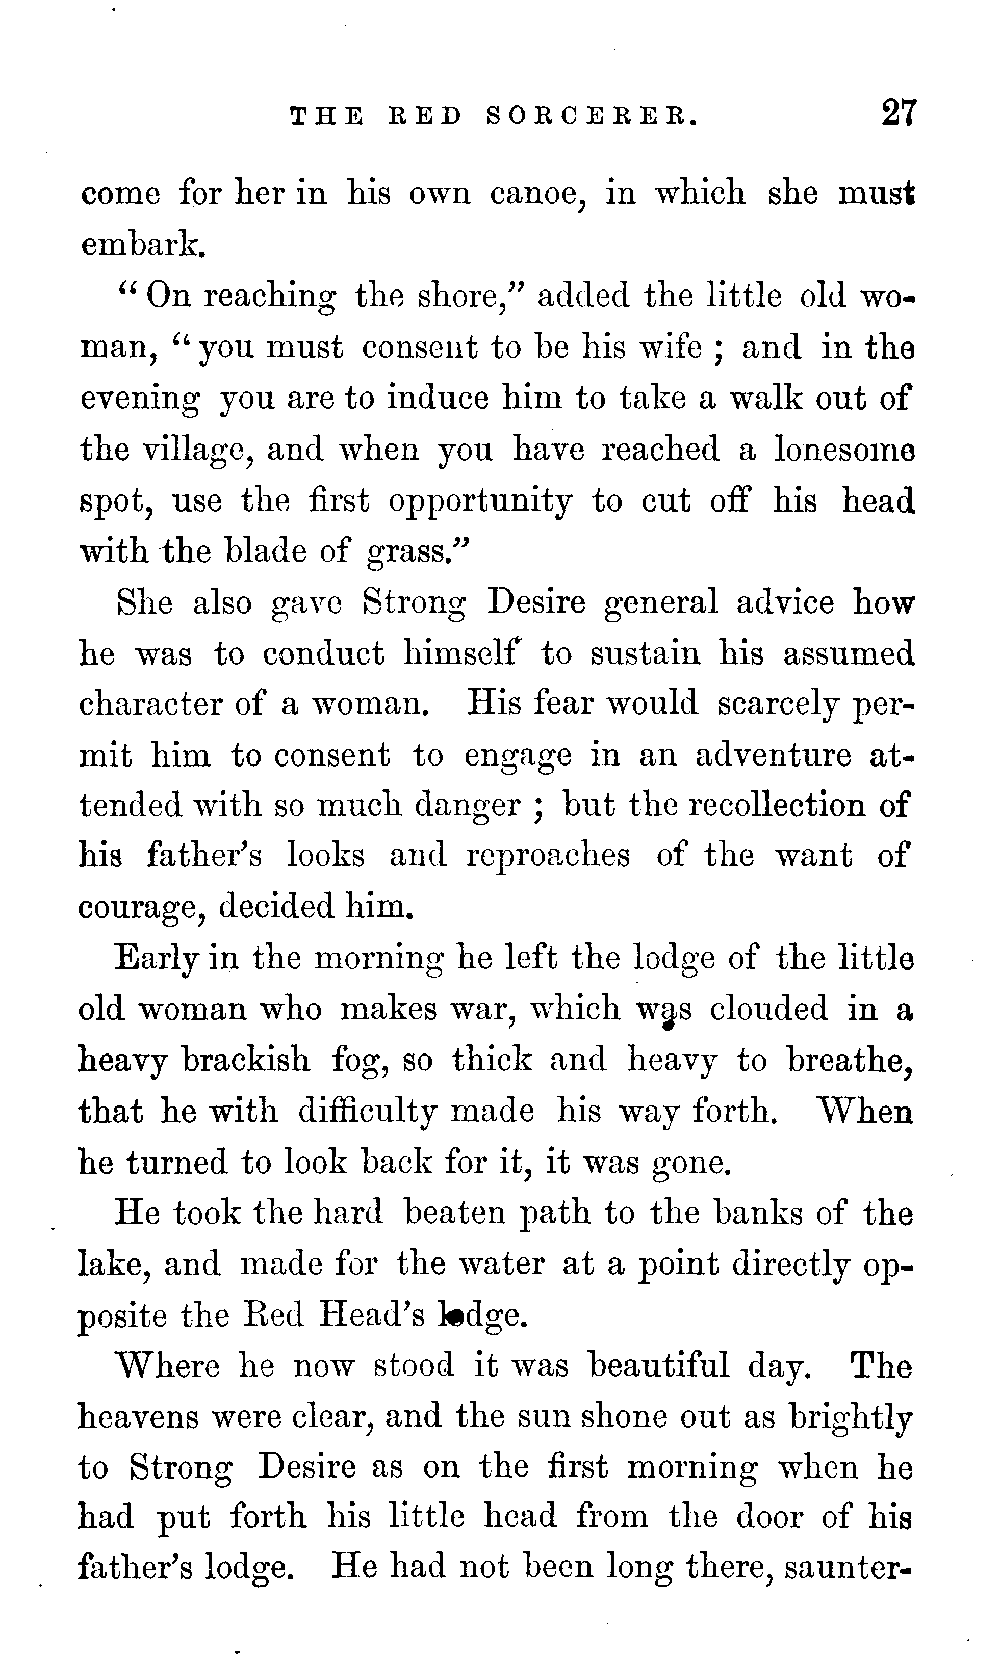 THE RED SORCERER. 27
come for her in his own canoe, in which she must
embark.
“On reaching the shore,” added the little old wo-
man, “you must consent to be his wife ; and in the
evening you are to induce him to take a walk out of
the village, and when you have reached a lonesome
spot, use the first opportunity to cut off his head
with the blade of grass.”
She also gave Strong Desire general advice how
he was to conduct himself to sustain his assumed
character of a woman. His fear would scarcely per-
mit him to consent to engage in an adventure at-
tended with so much danger ; but the recollection of
his father’s looks and reproaches of the want of
courage, decided him.
Early in the morning he left the lodge of the little
old woman who makes war, which was clouded in a
heavy brackish fog, so thick and heavy to breathe,
that he with difficulty made his way forth. When
he turned to look back for it, it was gone.
He took the hard beaten path to the banks of the
lake, and made for the water at a point directly op-
posite the Red Head’s lodge.
Where he now stood it was beautiful day. The
heavens were clear, and the sun shone out as brightly
to Strong Desire as on the first morning when he
had put forth his little head from the door of his
father’s lodge. He had not been long there, saunter-